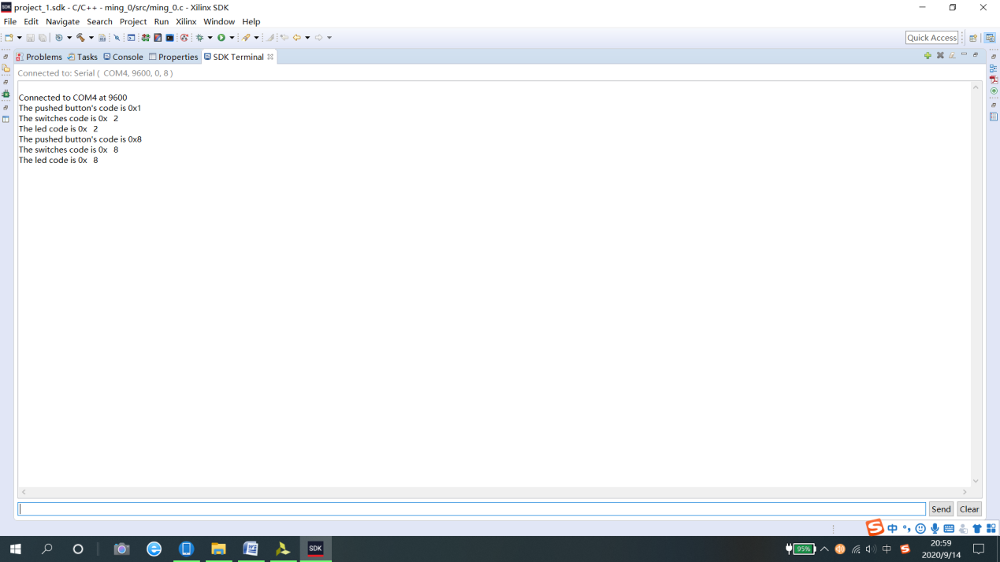 SDK project_1.sdk - C/C++ - ming_0/src/ming_0.c - Xilinx SDK
File Edit Navigate Search Project Run Xilinx Window Help
Quick Access
Problems Tasks Console Properties SDK Terminal
Connected to: Serial ( COM4, 9600, 0, 8 )
Connected to COM4 at 9600
The pushed button's code is 0x1
The switches code is 0x   2
The led code is 0x   2
The pushed button's code is 0x8
The switches code is 0x   8
The led code is 0x   8
Send Clear
S 中
SDK
95% 中 S
20:59
2020/9/14